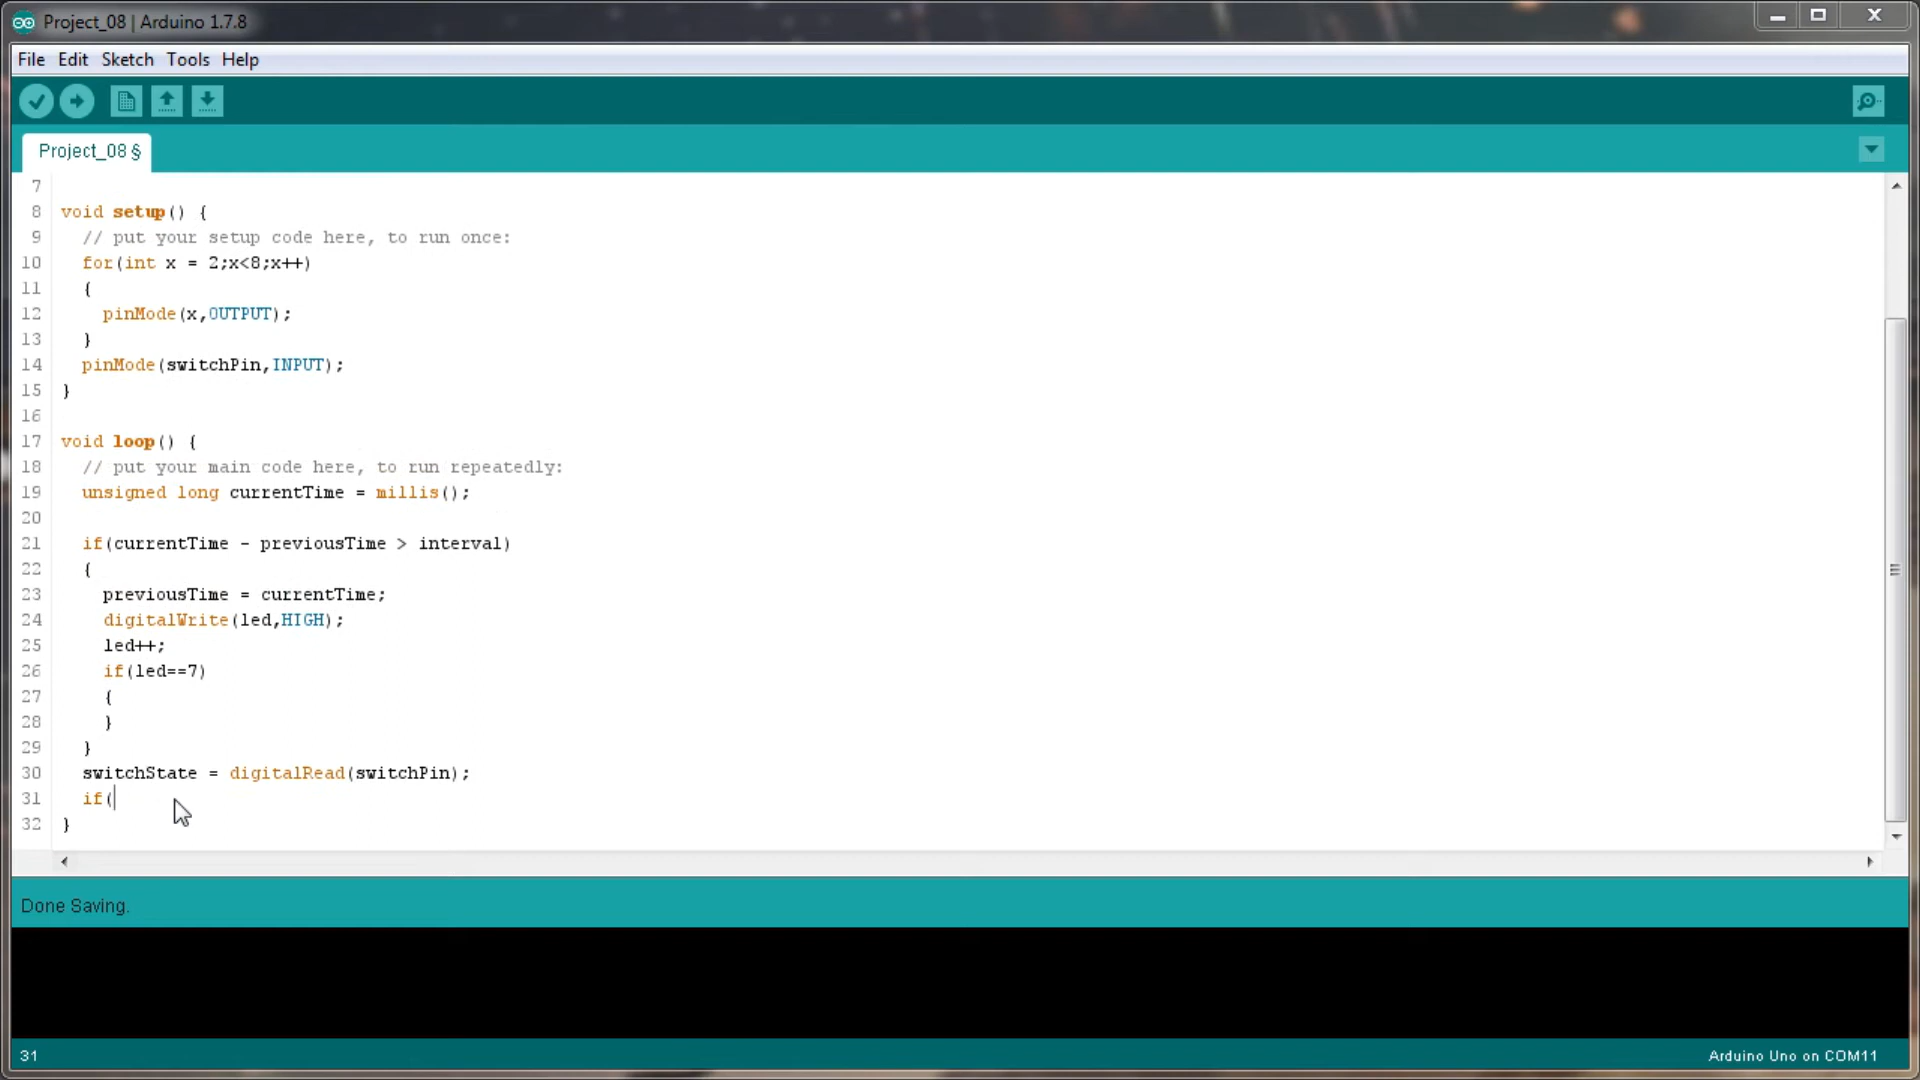 Project_08 | Arduino 1.7.8
File Edit Sketch Tools Help
Project_08 §
7
8 void setup() {
9 // put your setup code here, to run once:
10 for(int x = 2;x<8;x++)
11 {
12 pinMode(x,OUTPUT);
13 }
14 pinMode(switchPin,INPUT);
15 }
16
17 void loop() {
18 // put your main code here, to run repeatedly:
19 unsigned long currentTime = millis();
20
21 if(currentTime - previousTime > interval)
22 {
23 previousTime = currentTime;
24 digitalWrite(led,HIGH);
25 led++;
26 if(led==7)
27 {
28 }
29 }
30 switchState = digitalRead(switchPin);
31 if(
32 }
Done Saving.
31 Arduino Uno on COM11